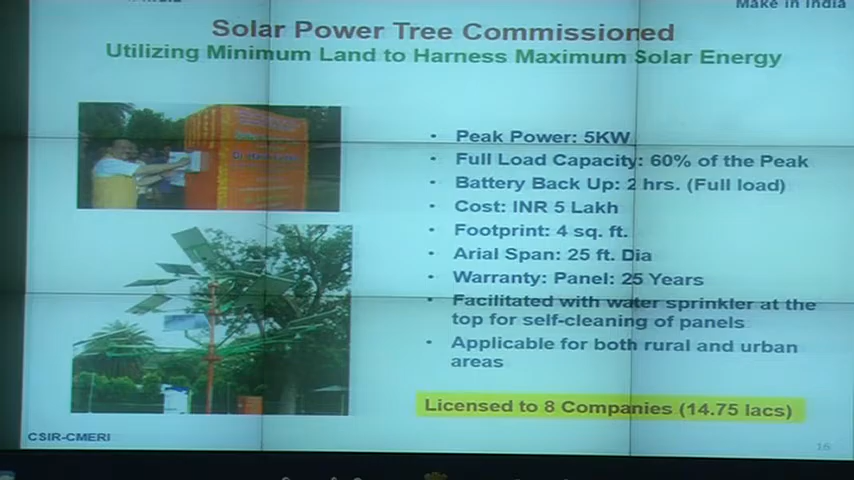 Make in India
Solar Power Tree Commissioned
Utilizing Minimum Land to Harness Maximum Solar Energy
• Peak Power: 5KW
• Full Load Capacity: 60% of the Peak
• Battery Back Up: 2 hrs. (Full load)
• Cost: INR 5 Lakh
• Footprint: 4 sq. ft.
• Arial Span: 25 ft. Dia
• Warranty: Panel: 25 Years
• Facilitated with water sprinkler at the
top for self-cleaning of panels
• Applicable for both rural and urban
areas
Licensed to 8 Companies (14.75 lacs)
CSIR-CMERI
16